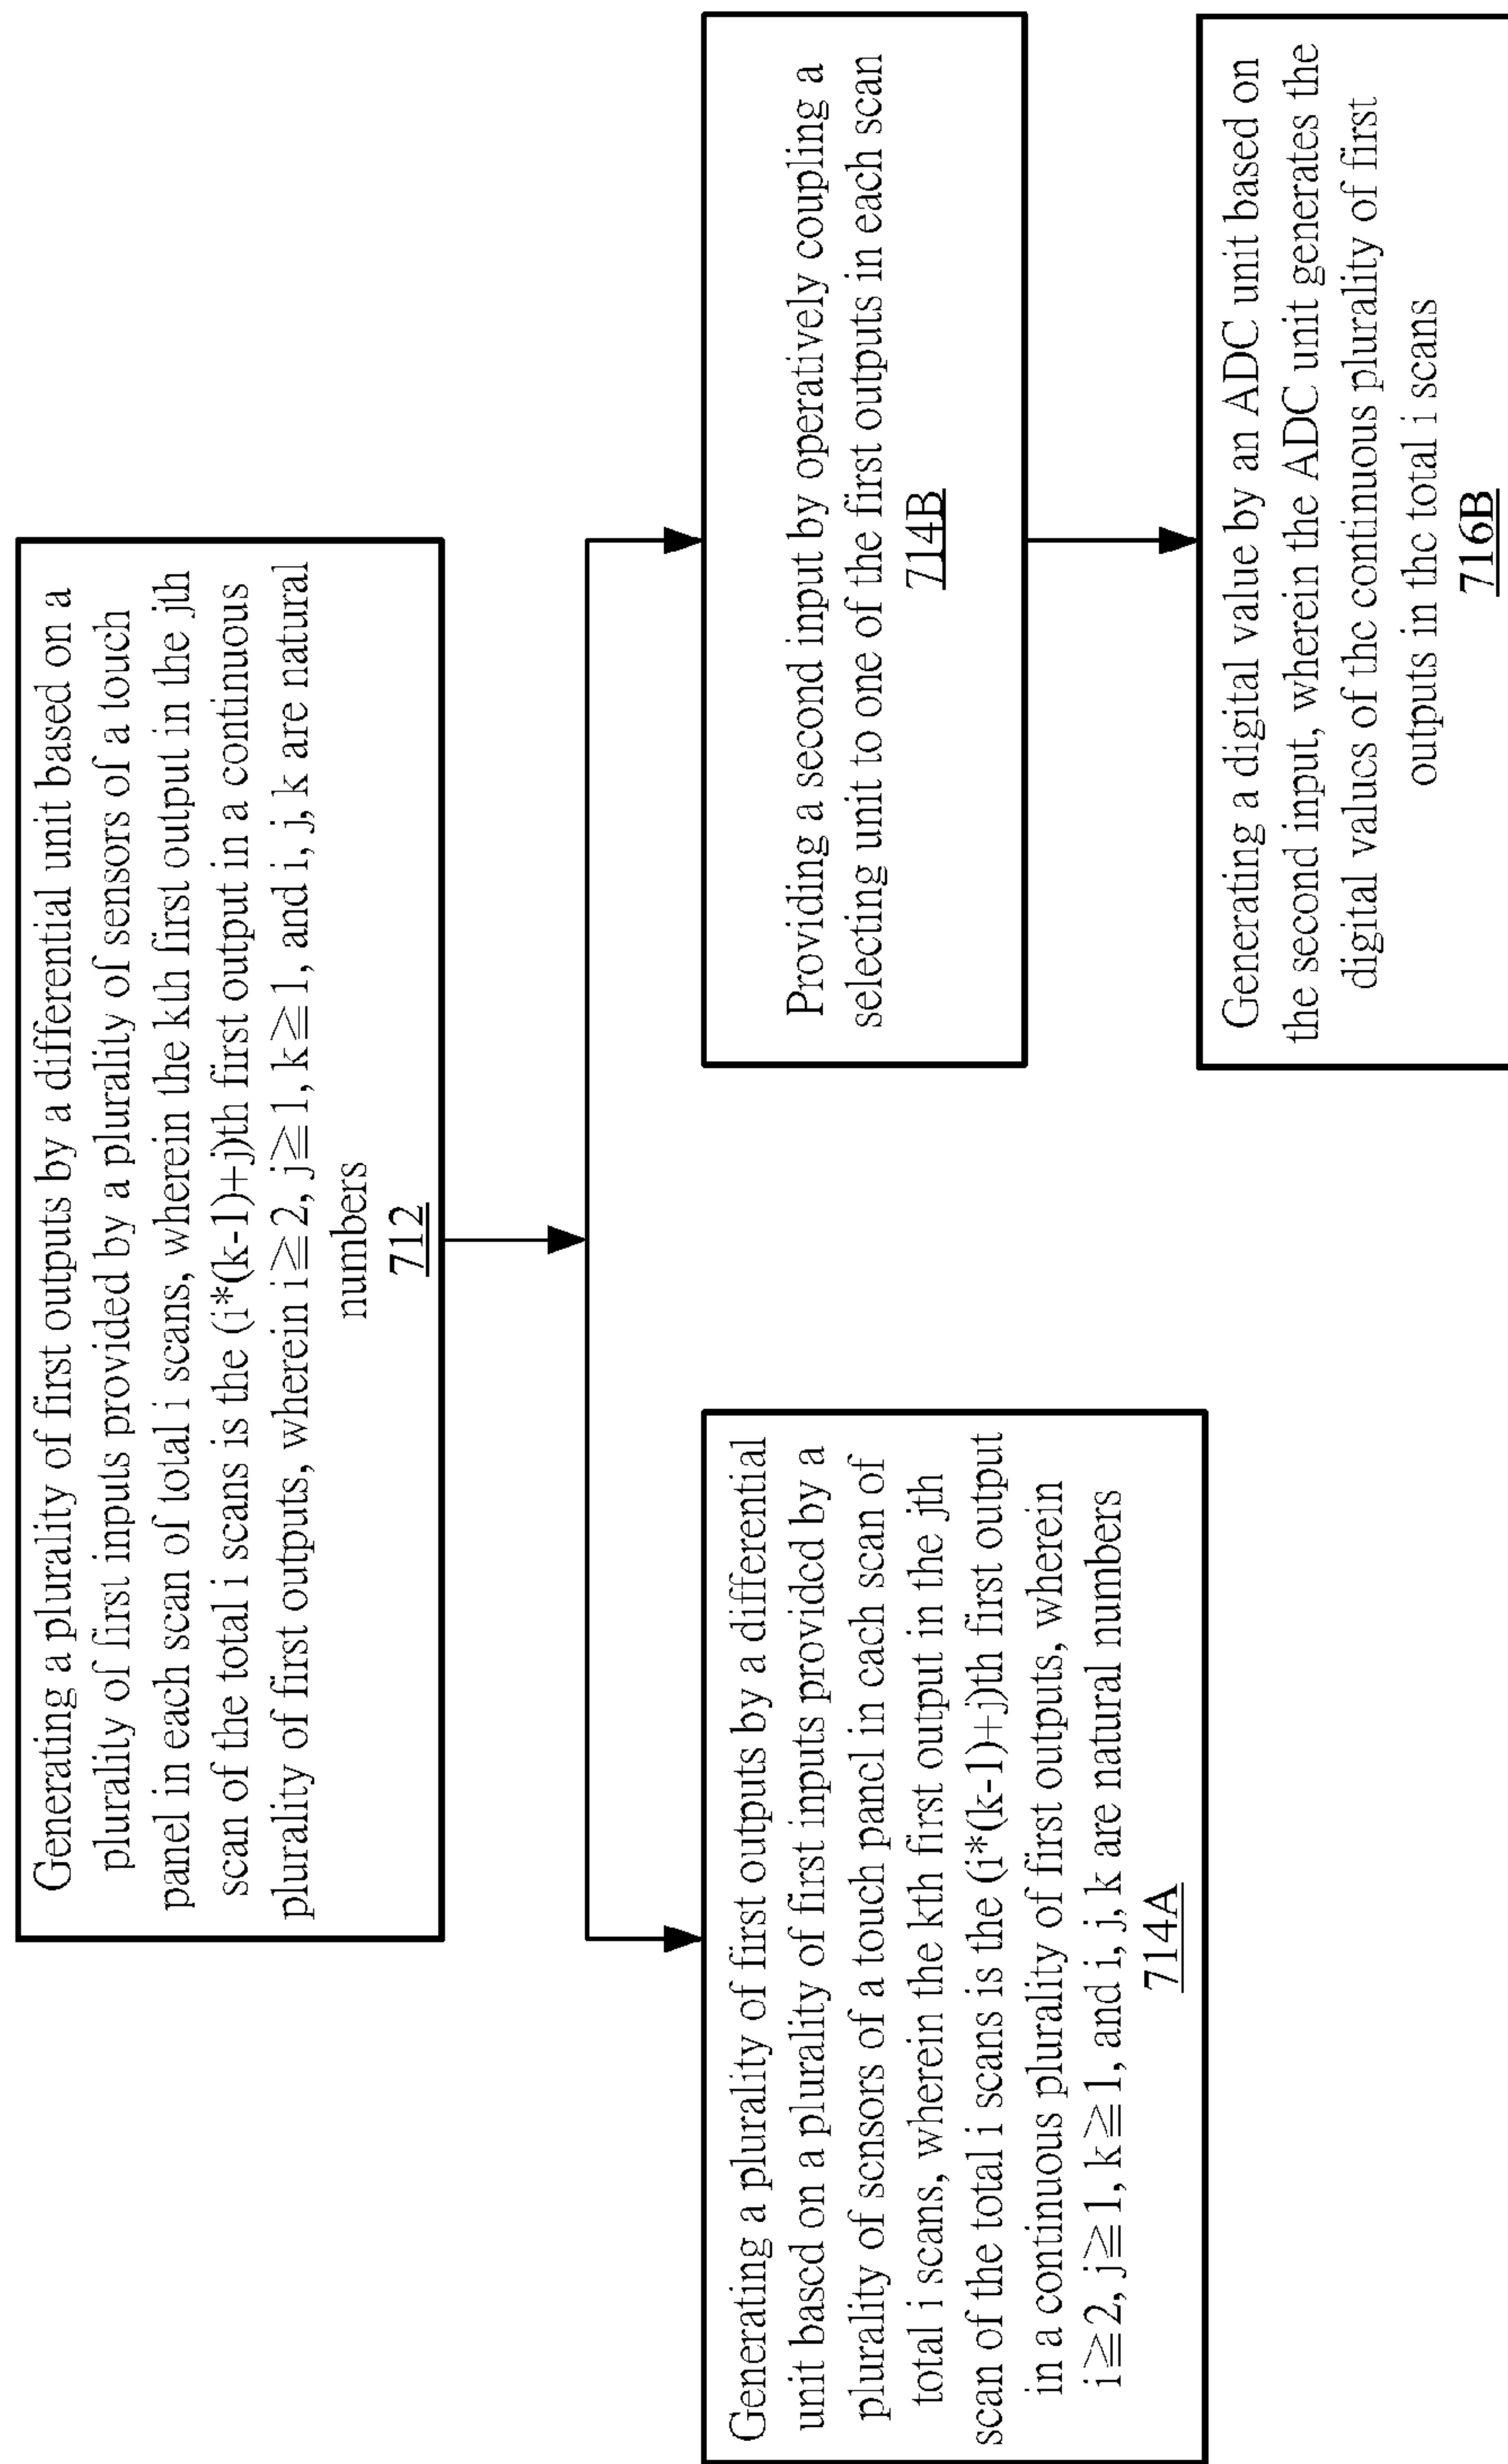 Generating a plurality of first outputs by a differential unit based on a
plurality of first inputs provided by a plurality of sensors of a touch
panel in each scan of total i scans, wherein the kth first output in the jth
scan of the total i scans is the (i*(k-1)+j)th first output in a continuous
plurality of first outputs, wherein i≧2, j≧1, k≧1, and i, j, k are natural
numbers
712
Generating a plurality of first outputs by a differential
unit based on a plurality of first inputs provided by a
plurality of sensors of a touch panel in each scan of
total i scans, wherein the kth first output in the jth
scan of the total i scans is the (i*(k-1)+j)th first output
in a continuous plurality of first outputs, wherein
i≧2, j≧1, k≧1, and i, j, k are natural numbers
714A
Providing a second input by operatively coupling a
selecting unit to one of the first outputs in each scan
714B
Generating a digital value by an ADC unit based on
the second input, wherein the ADC unit generates the
digital values of the continuous plurality of first
outputs in the total i scans
716B